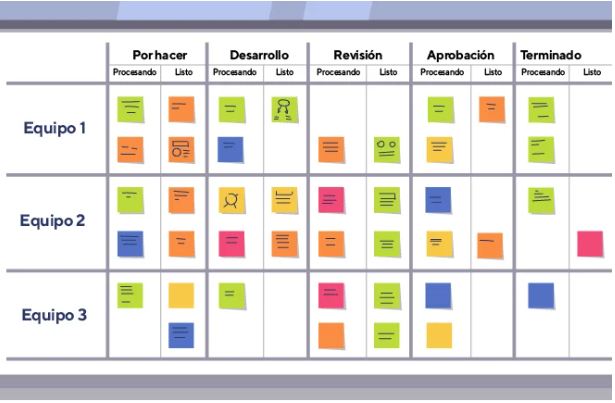 Por hacer Desarrollo Revisión Aprobación Terminado
Procesando Listo Procesando Listo Procesando Listo Procesando Listo Procesando Listo
Equipo 1
Equipo 2
Equipo 3